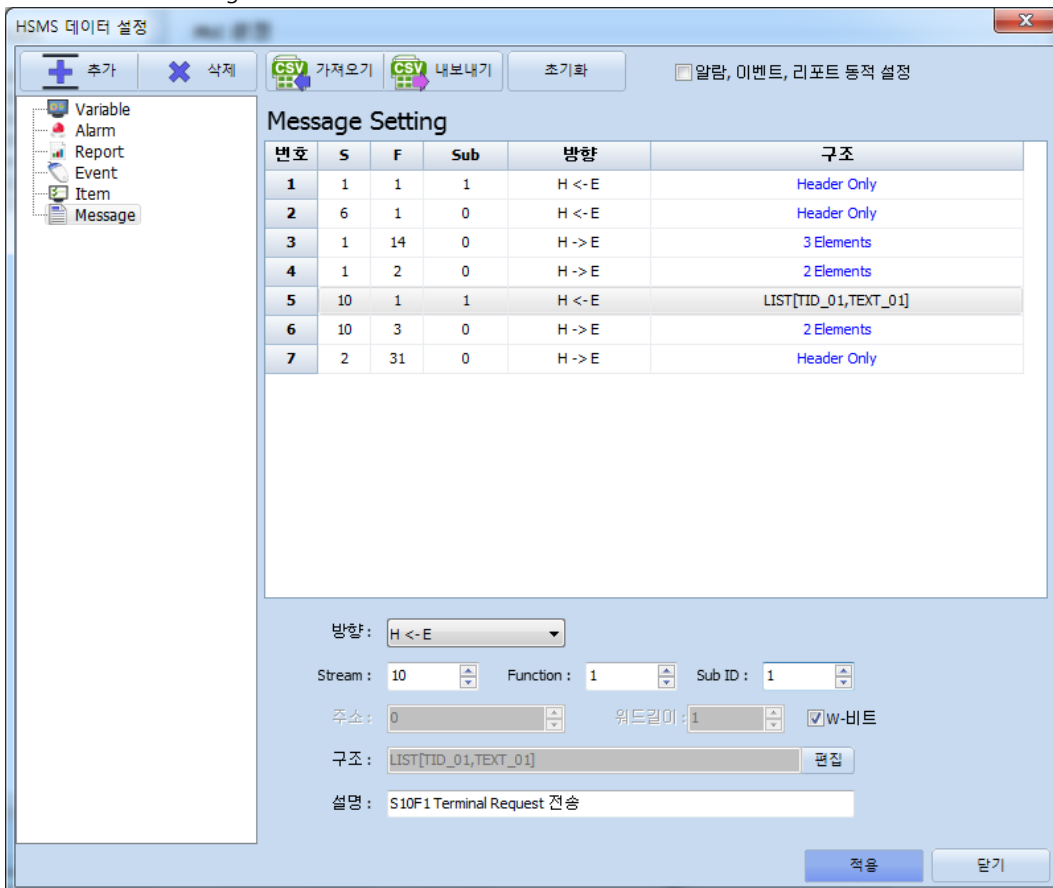 HSMS 데이터 설정
추가 삭제 CSV 가져오기 CSV 내보내기 초기화 알람, 이벤트, 리포트 동적 설정
Variable
Alarm
Report
Event
Item
Message
Message Setting
번호 S F Sub 방향 구조
1 1 1 1 H <- E Header Only
2 6 1 0 H <- E Header Only
3 1 14 0 H -> E 3 Elements
4 1 2 0 H -> E 2 Elements
5 10 1 1 H <- E LIST[TID_01,TEXT_01]
6 10 3 0 H -> E 2 Elements
7 2 31 0 H -> E Header Only
방향 : H <- E
Stream : 10 Function : 1 Sub ID : 1
주소 : 0 워드길이 : 1 W-비트
구조 : LIST[TID_01,TEXT_01] 편집
설명 : S10F1 Terminal Request 전송
적용 닫기